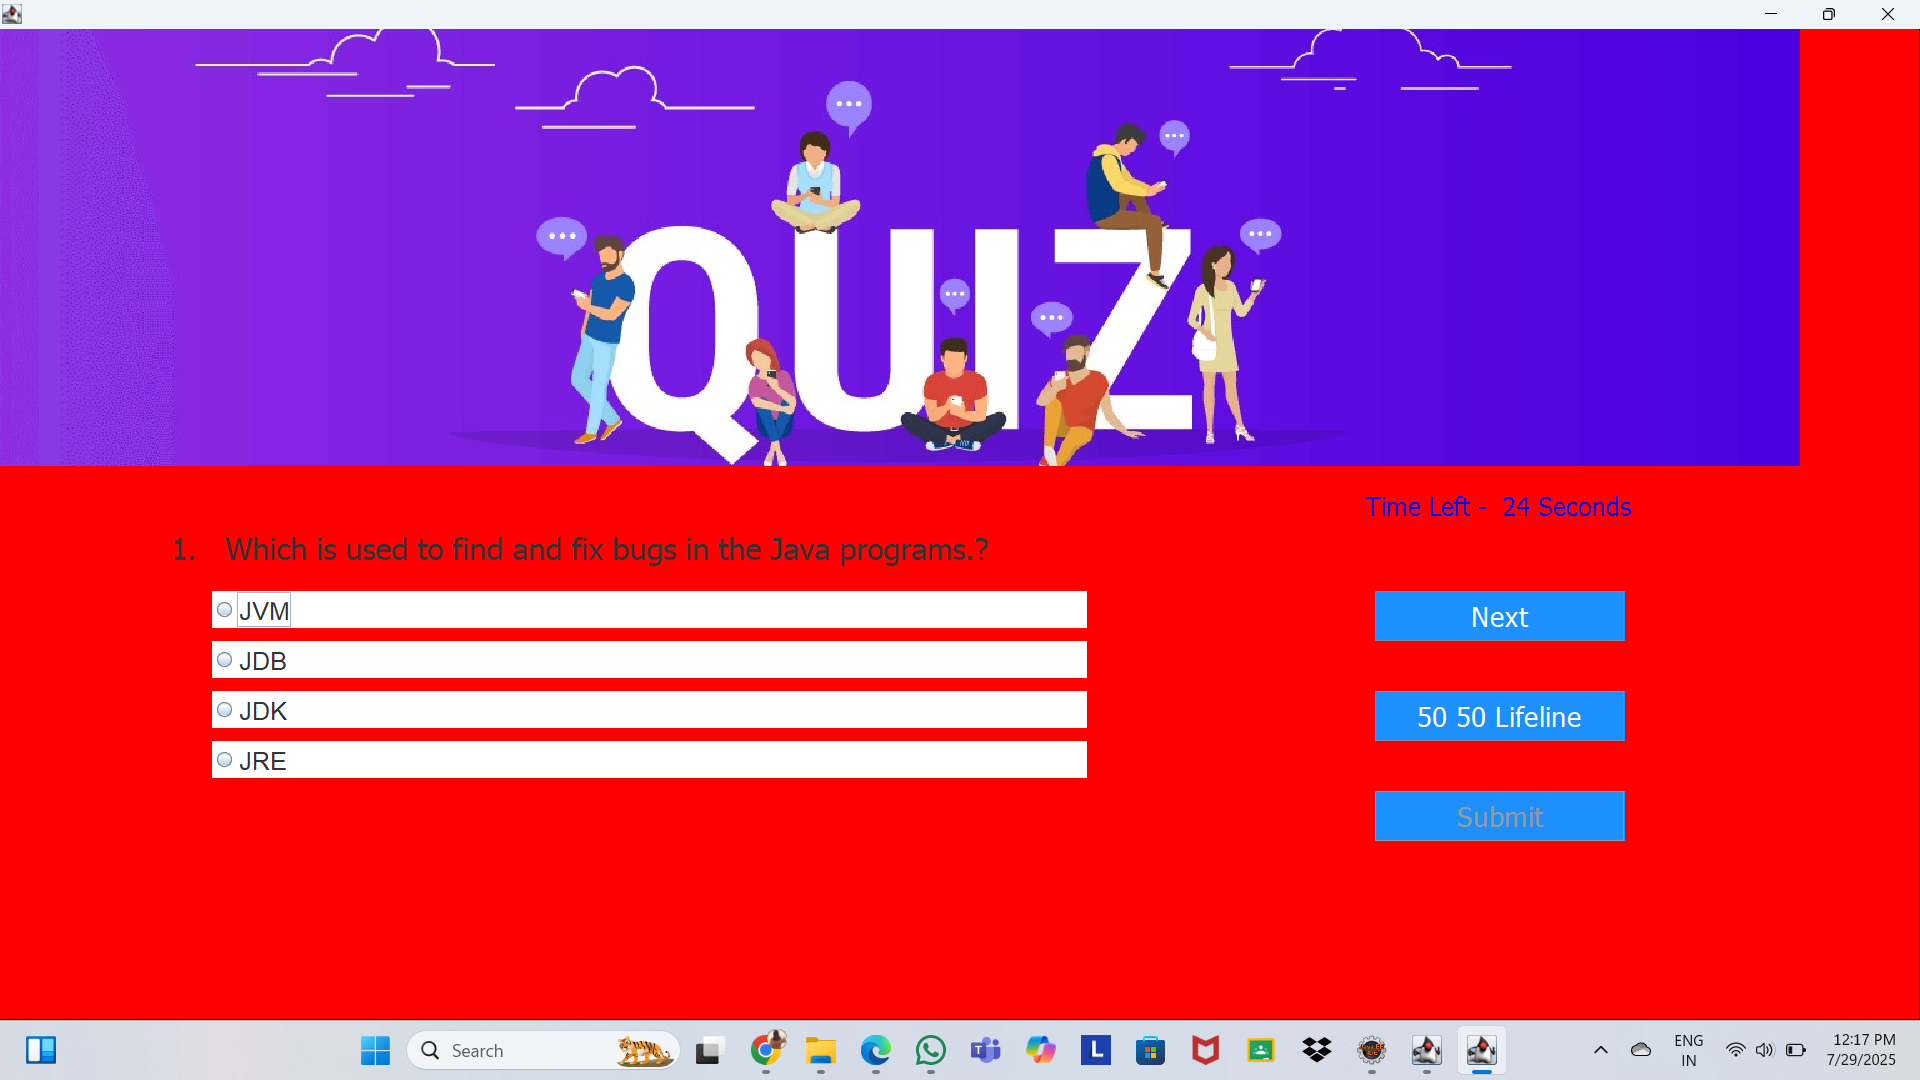 QUIZ
Time Left - 24 Seconds
1. Which is used to find and fix bugs in the Java programs.?
JVM
JDB
JDK
JRE
Next
50 50 Lifeline
Submit
Search
ENG
IN
12:17 PM
7/29/2025